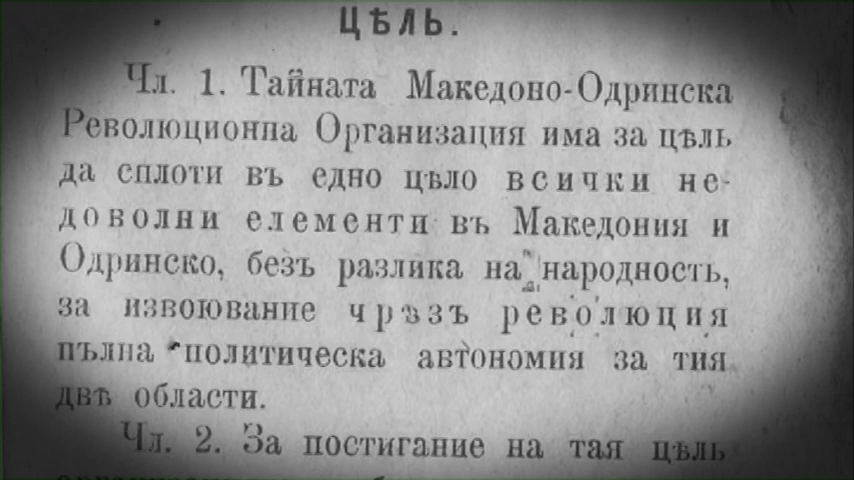 ЦѢЛЬ.
Чл. 1. Тайната Македоно-Одринска
Революционна Организация има за цѣль
да сплоти въ едно цѣло всички не-
доволни елементи въ Македония и
Одринско, безъ разлика на народность,
за извоювание чрѣзъ революция
пълна политическа автономия за тия
двѣ области.
Чл. 2. За постигание на тая цѣль